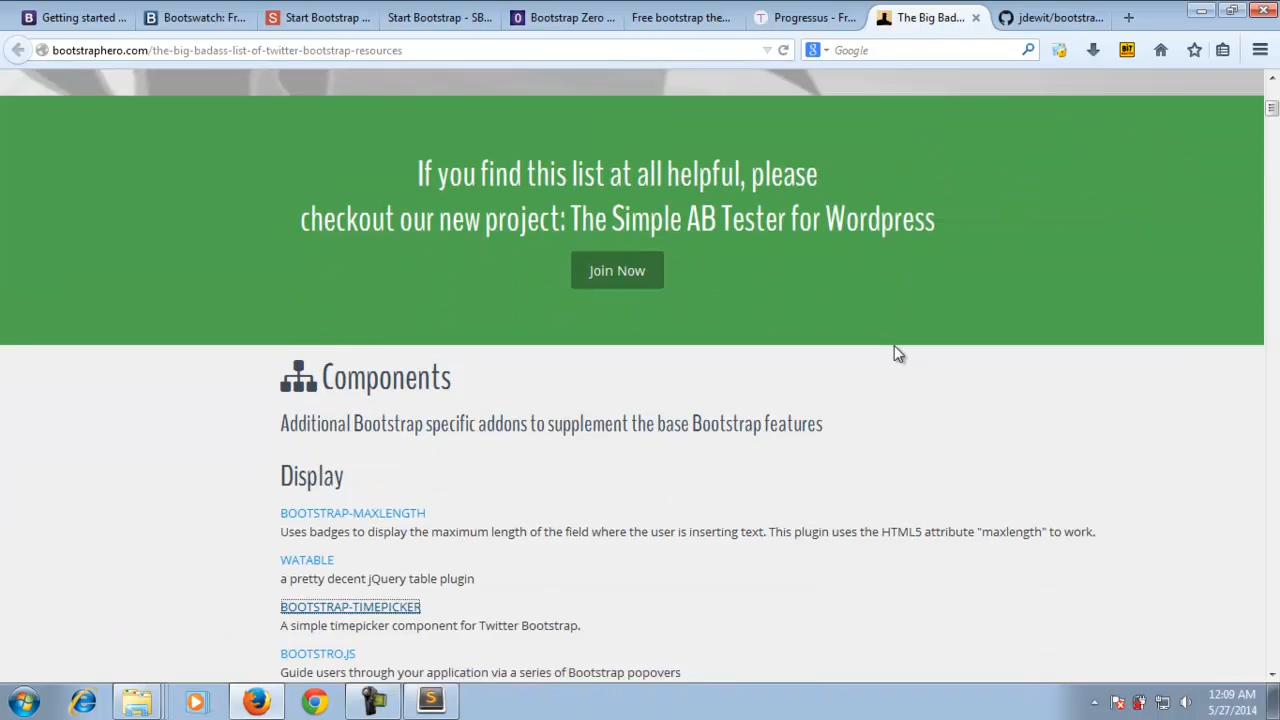 Getting started ...
Bootswatch: Fr...
Start Bootstrap ...
Start Bootstrap - SB...
Bootstrap Zero ...
Free bootstrap the...
Progressus - Fr...
The Big Bad...
jdewit/bootstra...
bootstraphero.com/the-big-badass-list-of-twitter-bootstrap-resources
Google
If you find this list at all helpful, please
checkout our new project: The Simple AB Tester for Wordpress
Join Now
Components
Additional Bootstrap specific addons to supplement the base Bootstrap features
Display
BOOTSTRAP-MAXLENGTH
Uses badges to display the maximum length of the field where the user is inserting text. This plugin uses the HTML5 attribute "maxlength" to work.
WATABLE
a pretty decent jQuery table plugin
BOOTSTRAP-TIMEPICKER
A simple timepicker component for Twitter Bootstrap.
BOOTSTRO.JS
Guide users through your application via a series of Bootstrap popovers
12:09 AM
5/27/2014